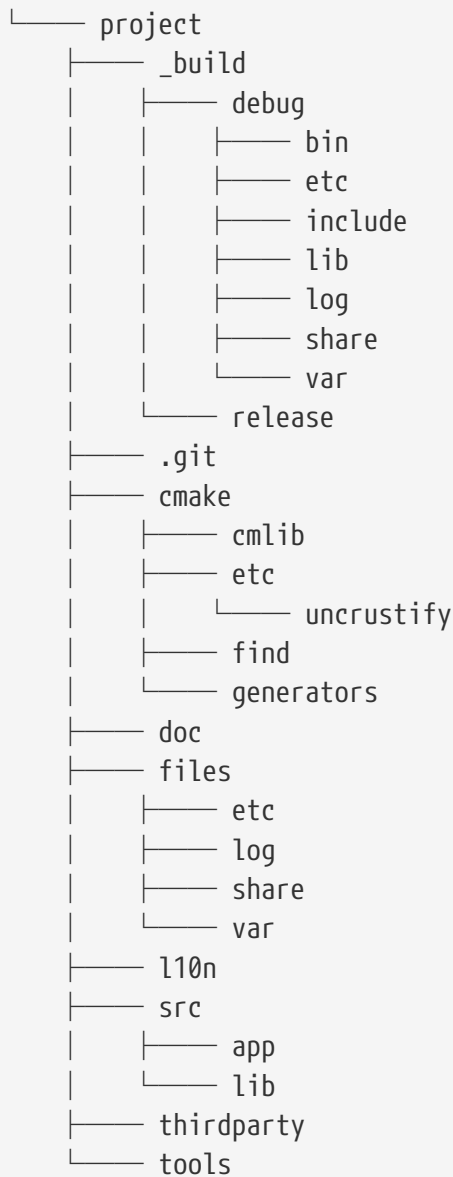 └──── project
     ├──── _build
     │    ├──── debug
     │    │    ├──── bin
     │    │    ├──── etc
     │    │    ├──── include
     │    │    ├──── lib
     │    │    ├──── log
     │    │    ├──── share
     │    │    └──── var
     │    └──── release
     ├──── .git
     ├──── cmake
     │    ├──── cmlib
     │    ├──── etc
     │    │    └──── uncrustify
     │    ├──── find
     │    └──── generators
     ├──── doc
     ├──── files
     │    ├──── etc
     │    ├──── log
     │    ├──── share
     │    └──── var
     ├──── l10n
     ├──── src
     │    ├──── app
     │    └──── lib
     ├──── thirdparty
     └──── tools